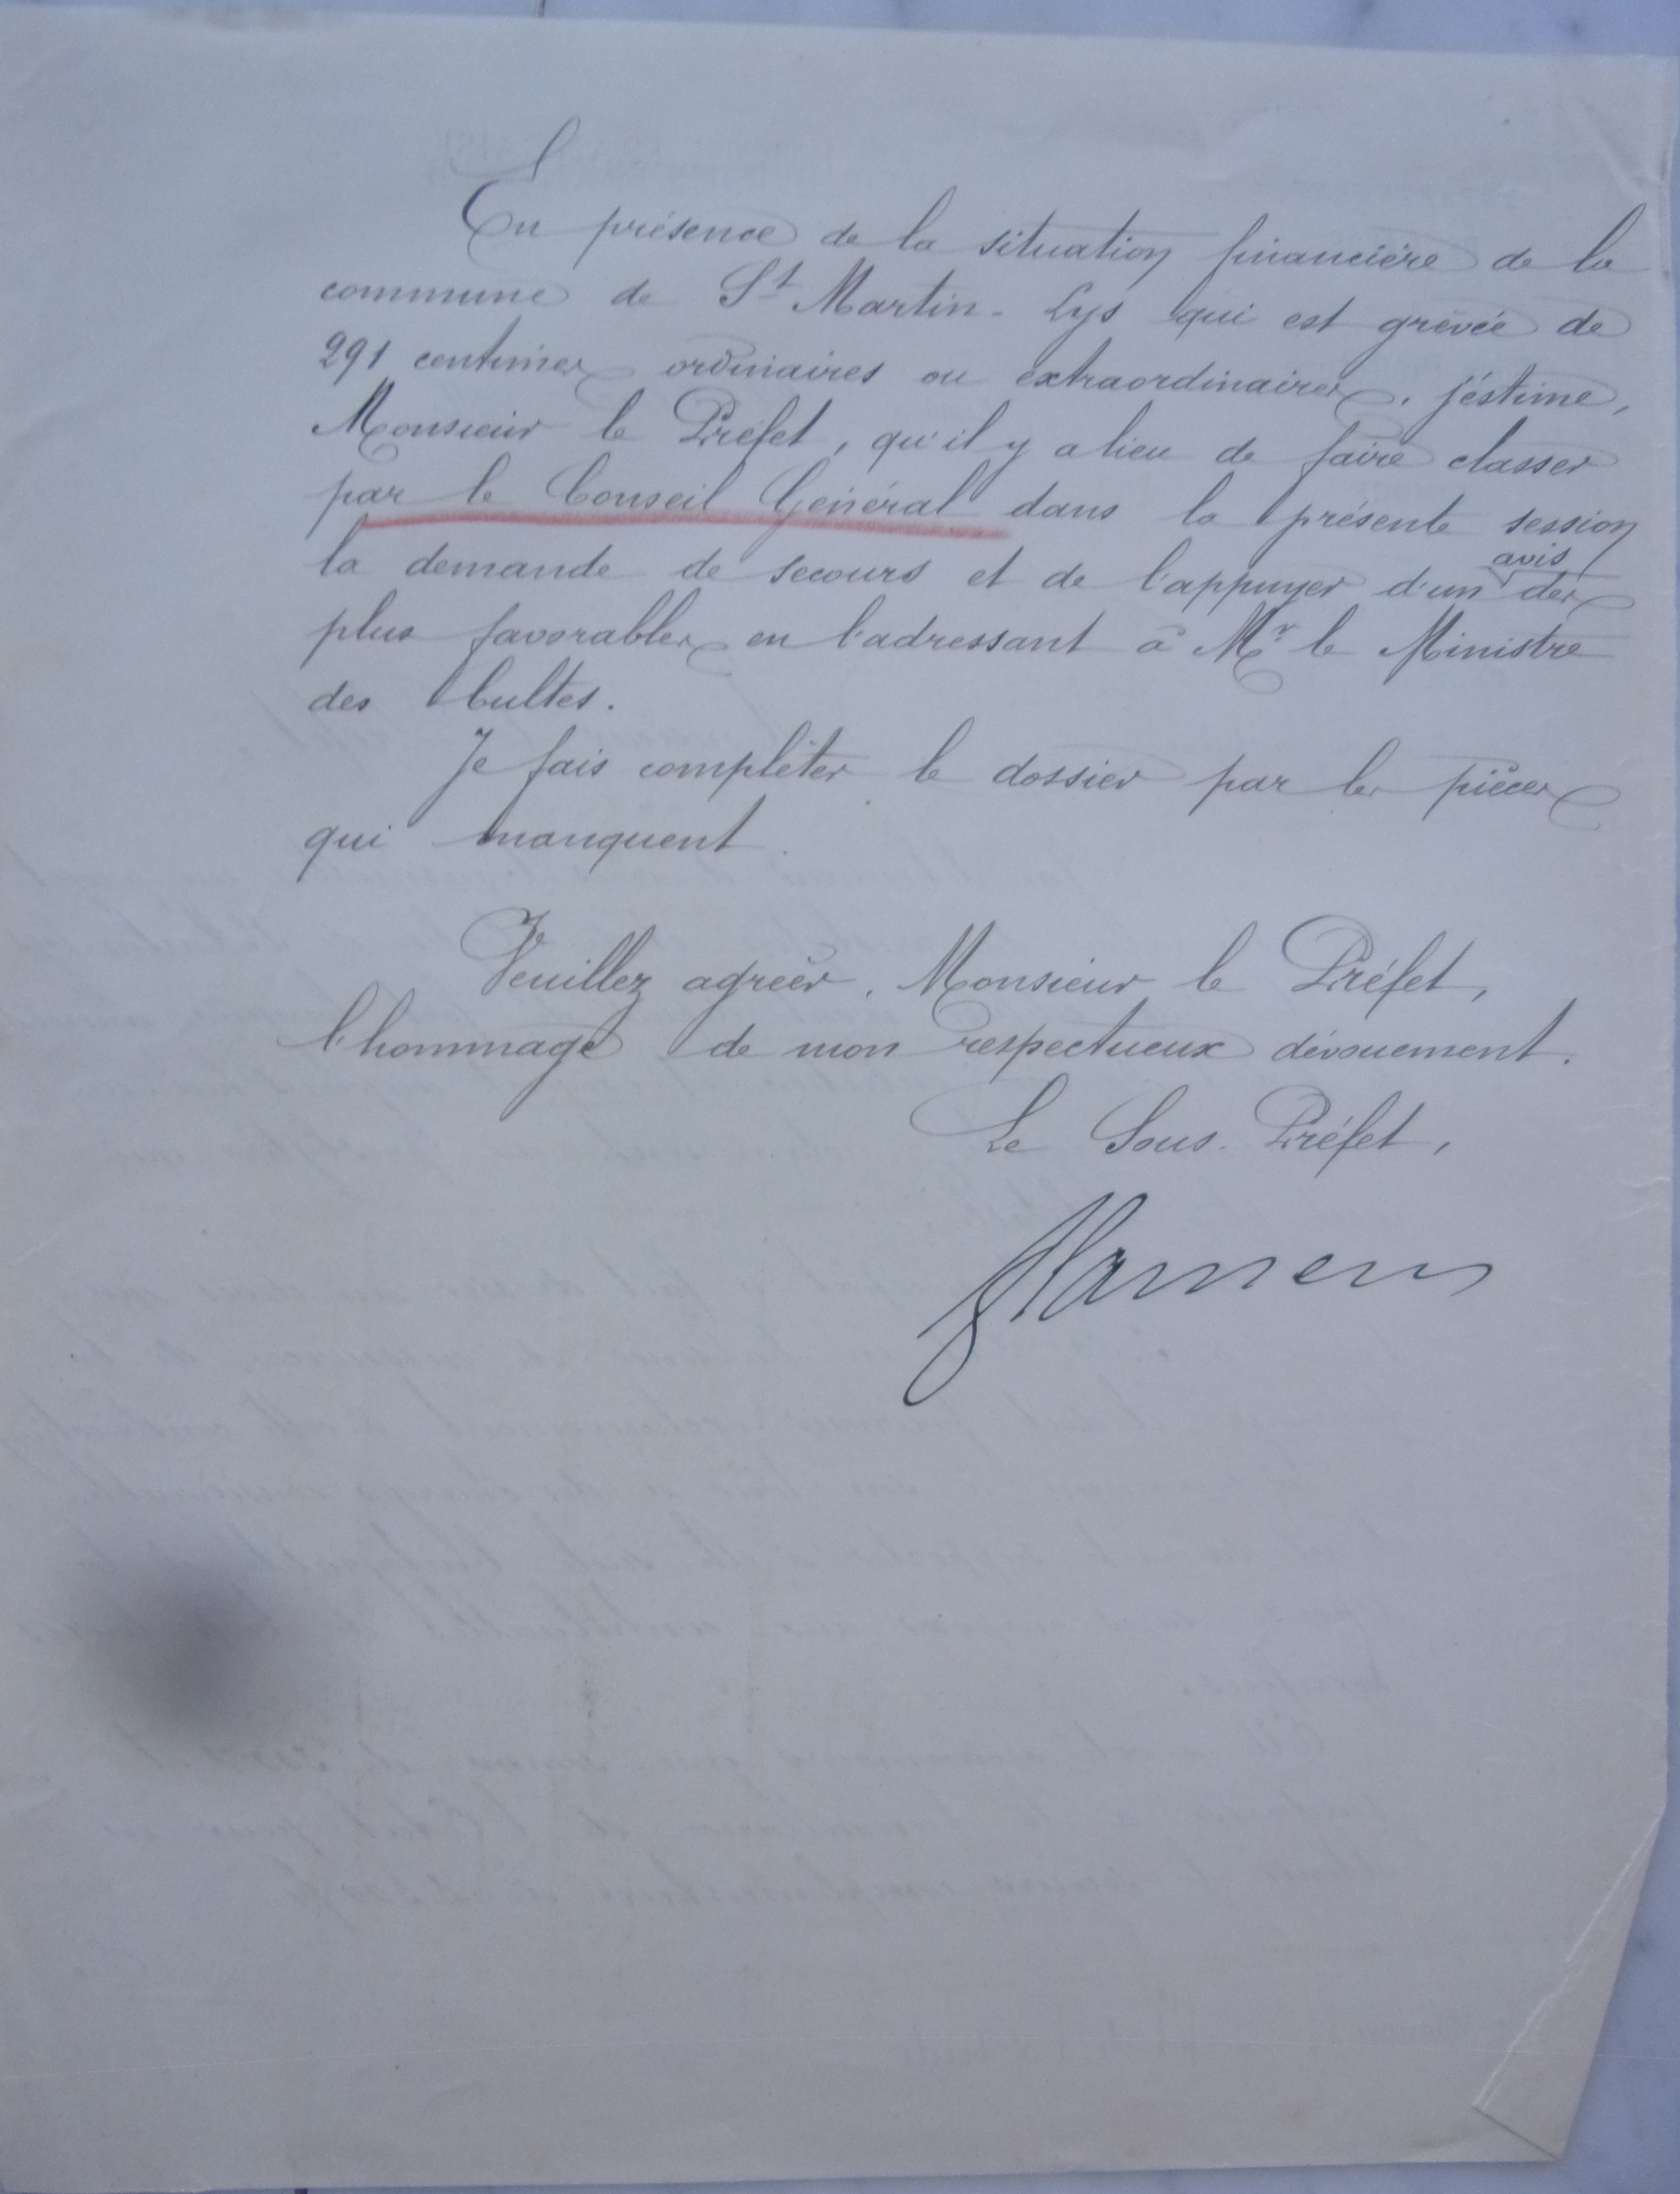 En présence de la situation financière de la
commune de St Martin-Lys qui est grevée de
291 centimes ordinaires ou extraordinaires, j'éstime,
Monsieur le Préfet, qu'il y a lieu de faire classer
par le Conseil Général dans la présente session
la demande de secours et de l'appuyer d'un avis des
plus favorables en l'adressant à Mr le Ministre
des Cultes.
Je fais compléter le dossier par les pièces
qui manquent.
Veuillez agréer, Monsieur le Préfet,
l'hommage de mon respectueux dévouement.
Le Sous-Préfet,